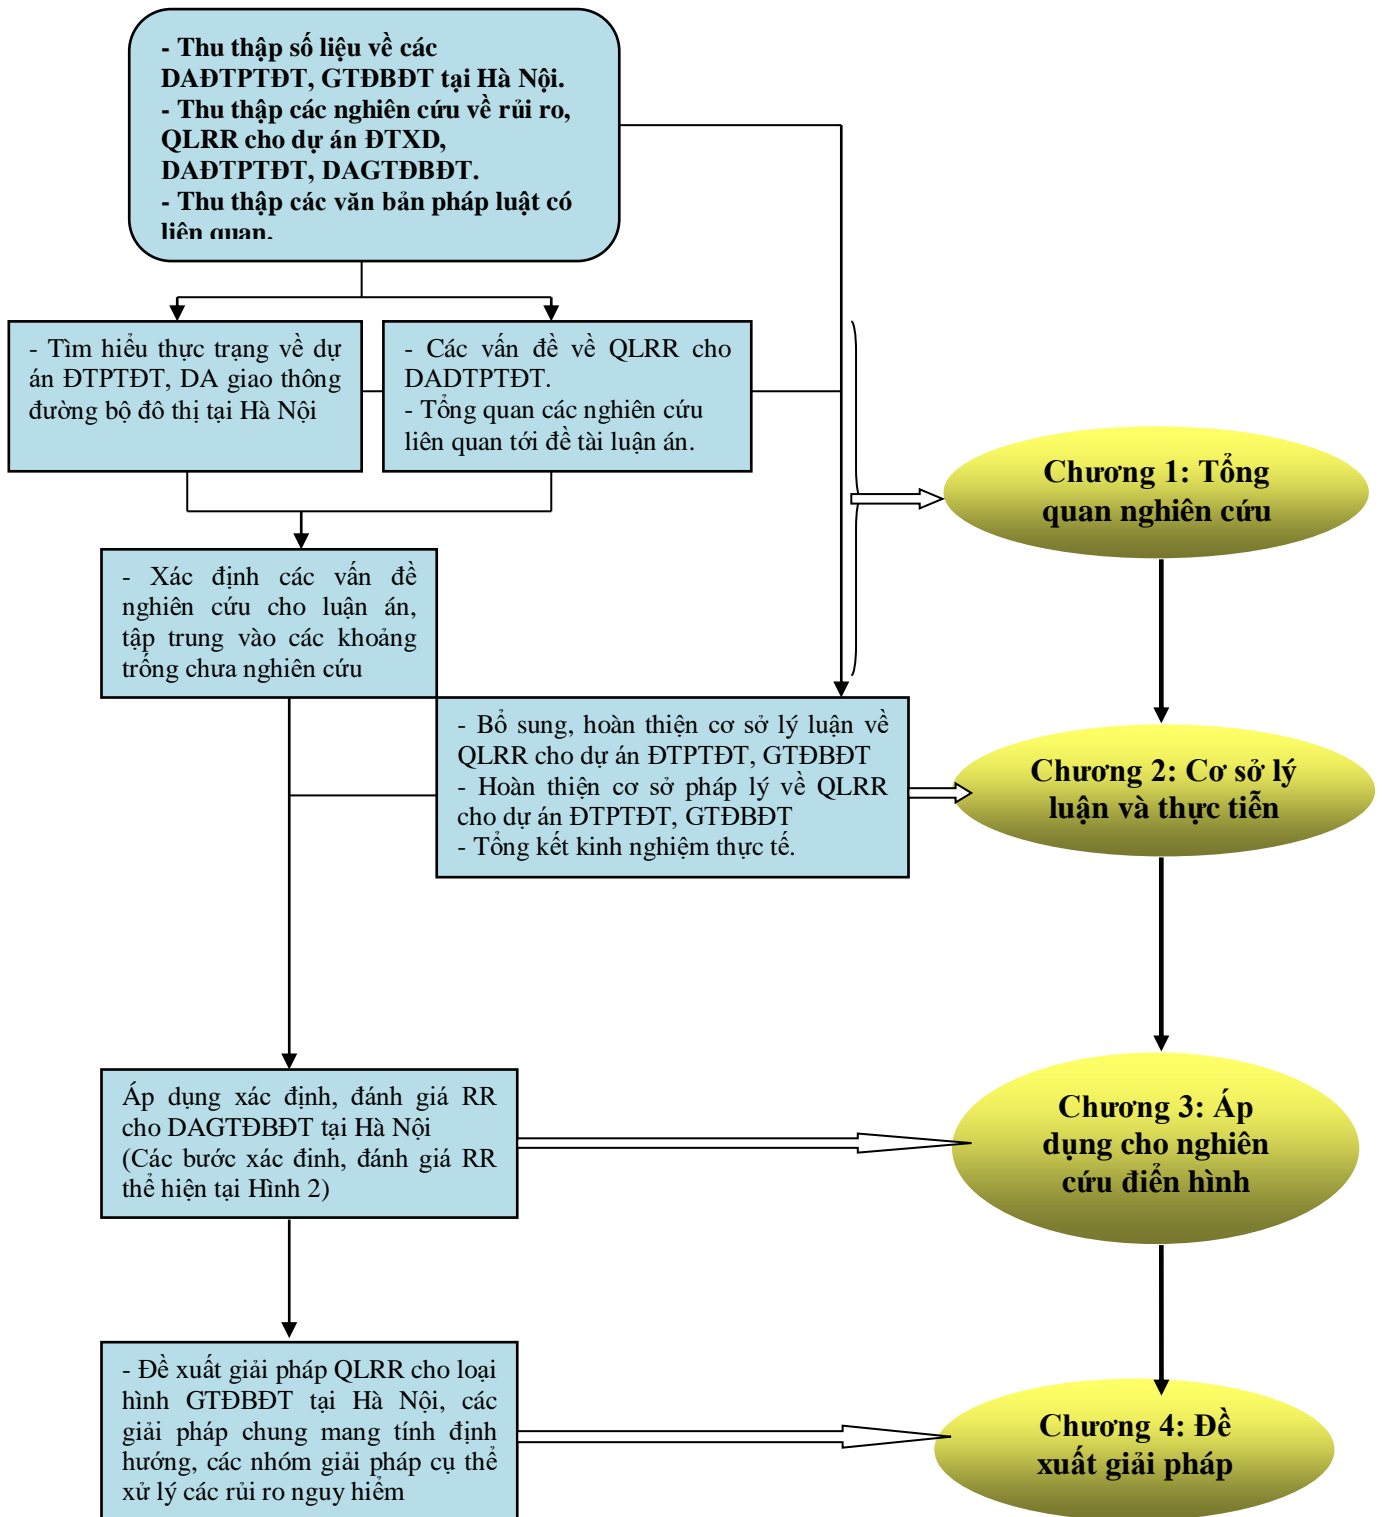 - Thu thập số liệu về các
DAĐTPTĐT, GTĐBĐT tại Hà Nội.
- Thu thập các nghiên cứu về rủi ro,
QLRR cho dự án ĐTXD,
DAĐTPTĐT, DAGTĐBĐT.
- Thu thập các văn bản pháp luật có
liên quan.
- Tìm hiểu thực trạng về dự
án ĐTPTĐT, DA giao thông
đường bộ đô thị tại Hà Nội
- Các vấn đề về QLRR cho
DADTPTĐT.
- Tổng quan các nghiên cứu
liên quan tới đề tài luận án.
Chương 1: Tổng
quan nghiên cứu
- Xác định các vấn đề
nghiên cứu cho luận án,
tập trung vào các khoảng
trống chưa nghiên cứu
- Bổ sung, hoàn thiện cơ sở lý luận về
QLRR cho dự án ĐTPTĐT, GTĐBĐT
- Hoàn thiện cơ sở pháp lý về QLRR
cho dự án ĐTPTĐT, GTĐBĐT
- Tổng kết kinh nghiệm thực tế.
Chương 2: Cơ sở lý
luận và thực tiễn
Áp dụng xác định, đánh giá RR
cho DAGTĐBĐT tại Hà Nội
(Các bước xác đinh, đánh giá RR
thể hiện tại Hình 2)
Chương 3: Áp
dụng cho nghiên
cứu điển hình
- Đề xuất giải pháp QLRR cho loại
hình GTĐBĐT tại Hà Nội, các
giải pháp chung mang tính định
hướng, các nhóm giải pháp cụ thể
xử lý các rủi ro nguy hiểm
Chương 4: Đề
xuất giải pháp